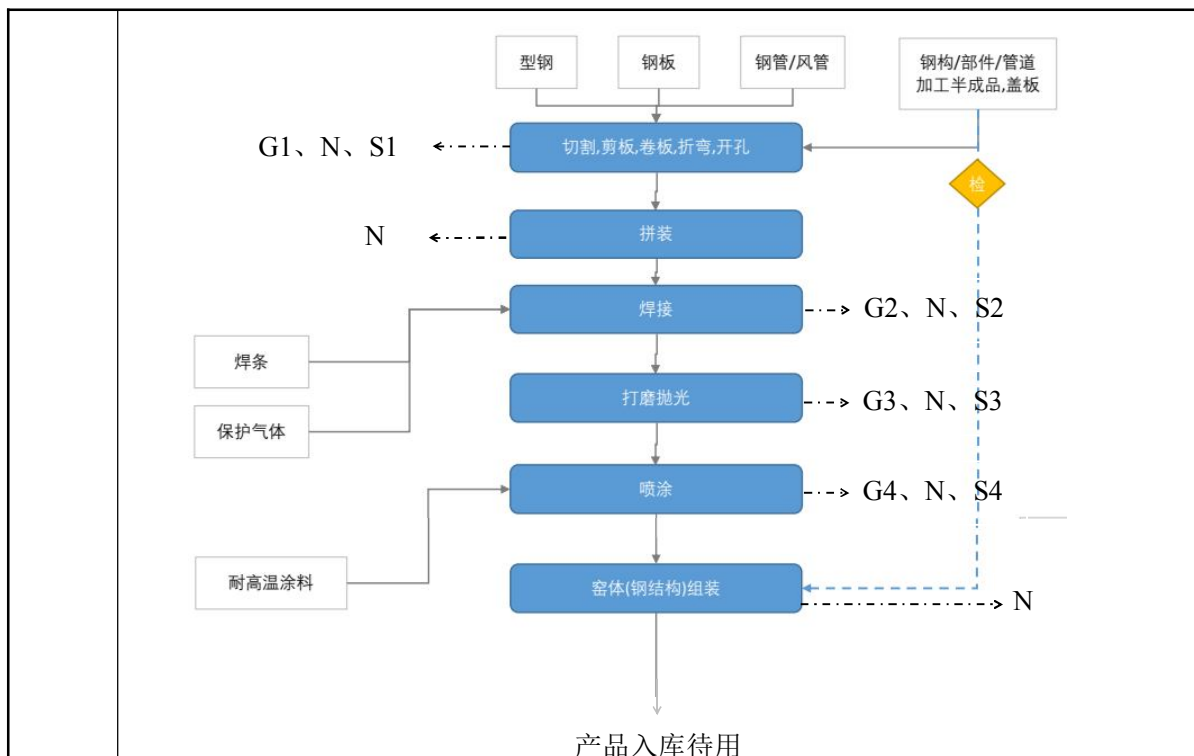 型钢
钢板
钢管/风管
钢构/部件/管道
加工半成品,盖板
G1、N、S1
切割,剪板,卷板,折弯,开孔
检
N
拼装
焊接
G2、N、S2
焊条
打磨抛光
G3、N、S3
保护气体
喷涂
G4、N、S4
耐高温涂料
窑体(钢结构)组装
N
产品入库待用